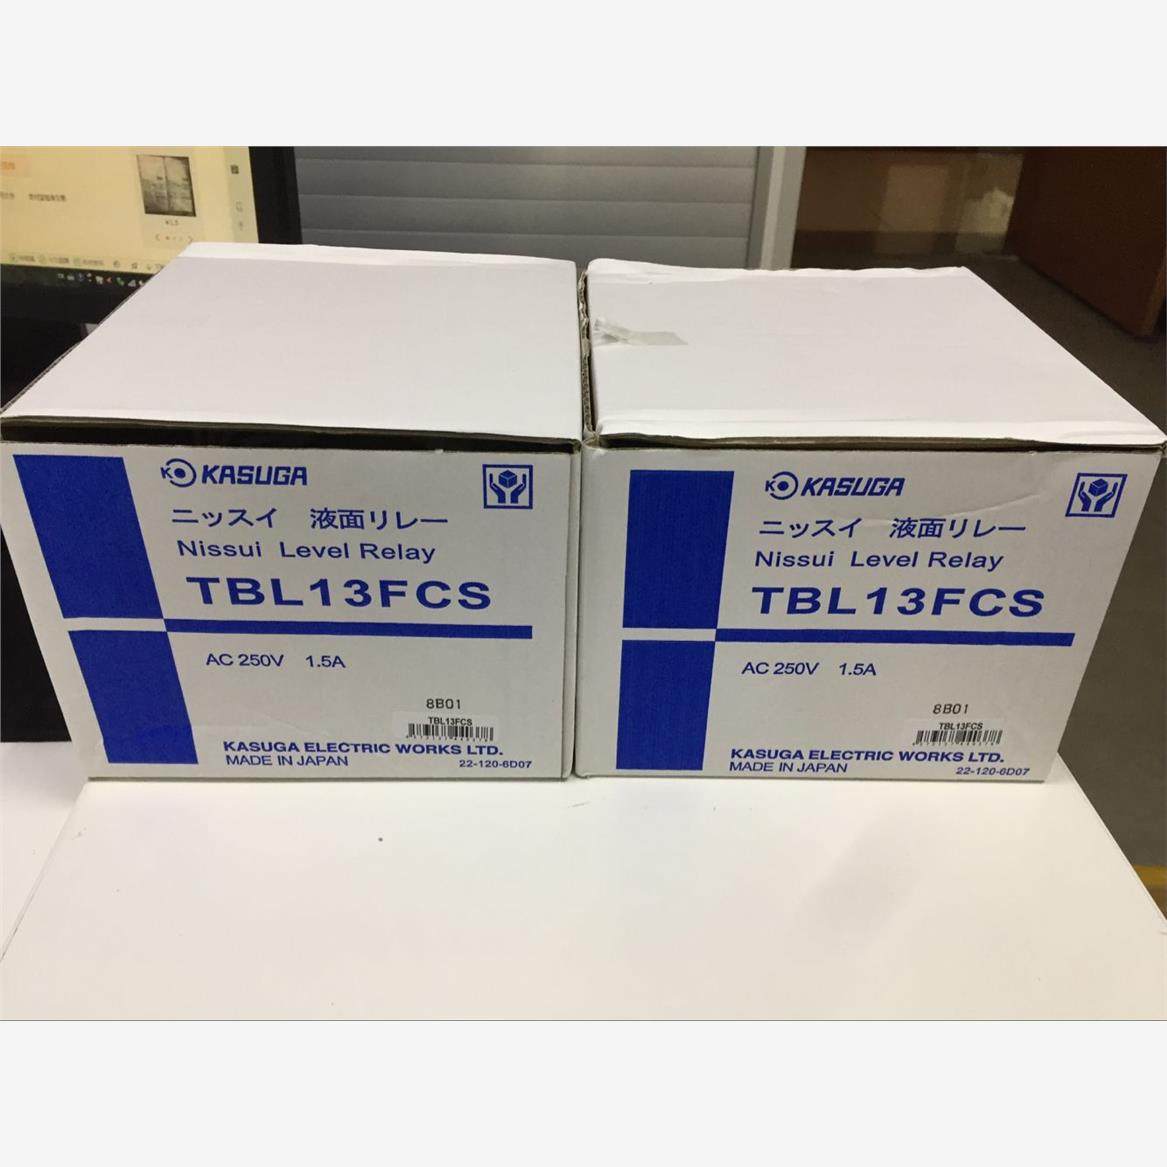 KASUGA
ニッスイ 液面リレー
Nissui Level Relay
TBL13FCS
AC 250V 1.5A
8B01
TBL13FCS
KASUGA ELECTRIC WORKS LTD.
MADE IN JAPAN
22-120-6D07
KASUGA
ニッスイ 液面リレー
Nissui Level Relay
TBL13FCS
AC 250V 1.5A
8B01
TBL13FCS
KASUGA ELECTRIC WORKS LTD.
MADE IN JAPAN
22-120-6D07